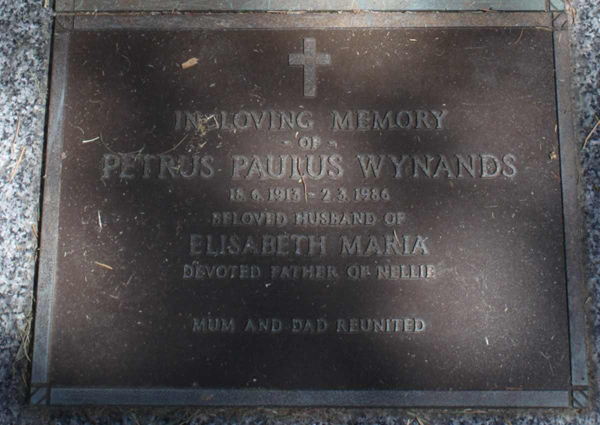 IN LOVING MEMORY
- OF -
PETRUS PAULUS WYNANDS
18.6.1913 - 2.3.1986
BELOVED HUSBAND OF
ELISABETH MARIA
DEVOTED FATHER OF NELLIE
MUM AND DAD REUNITED